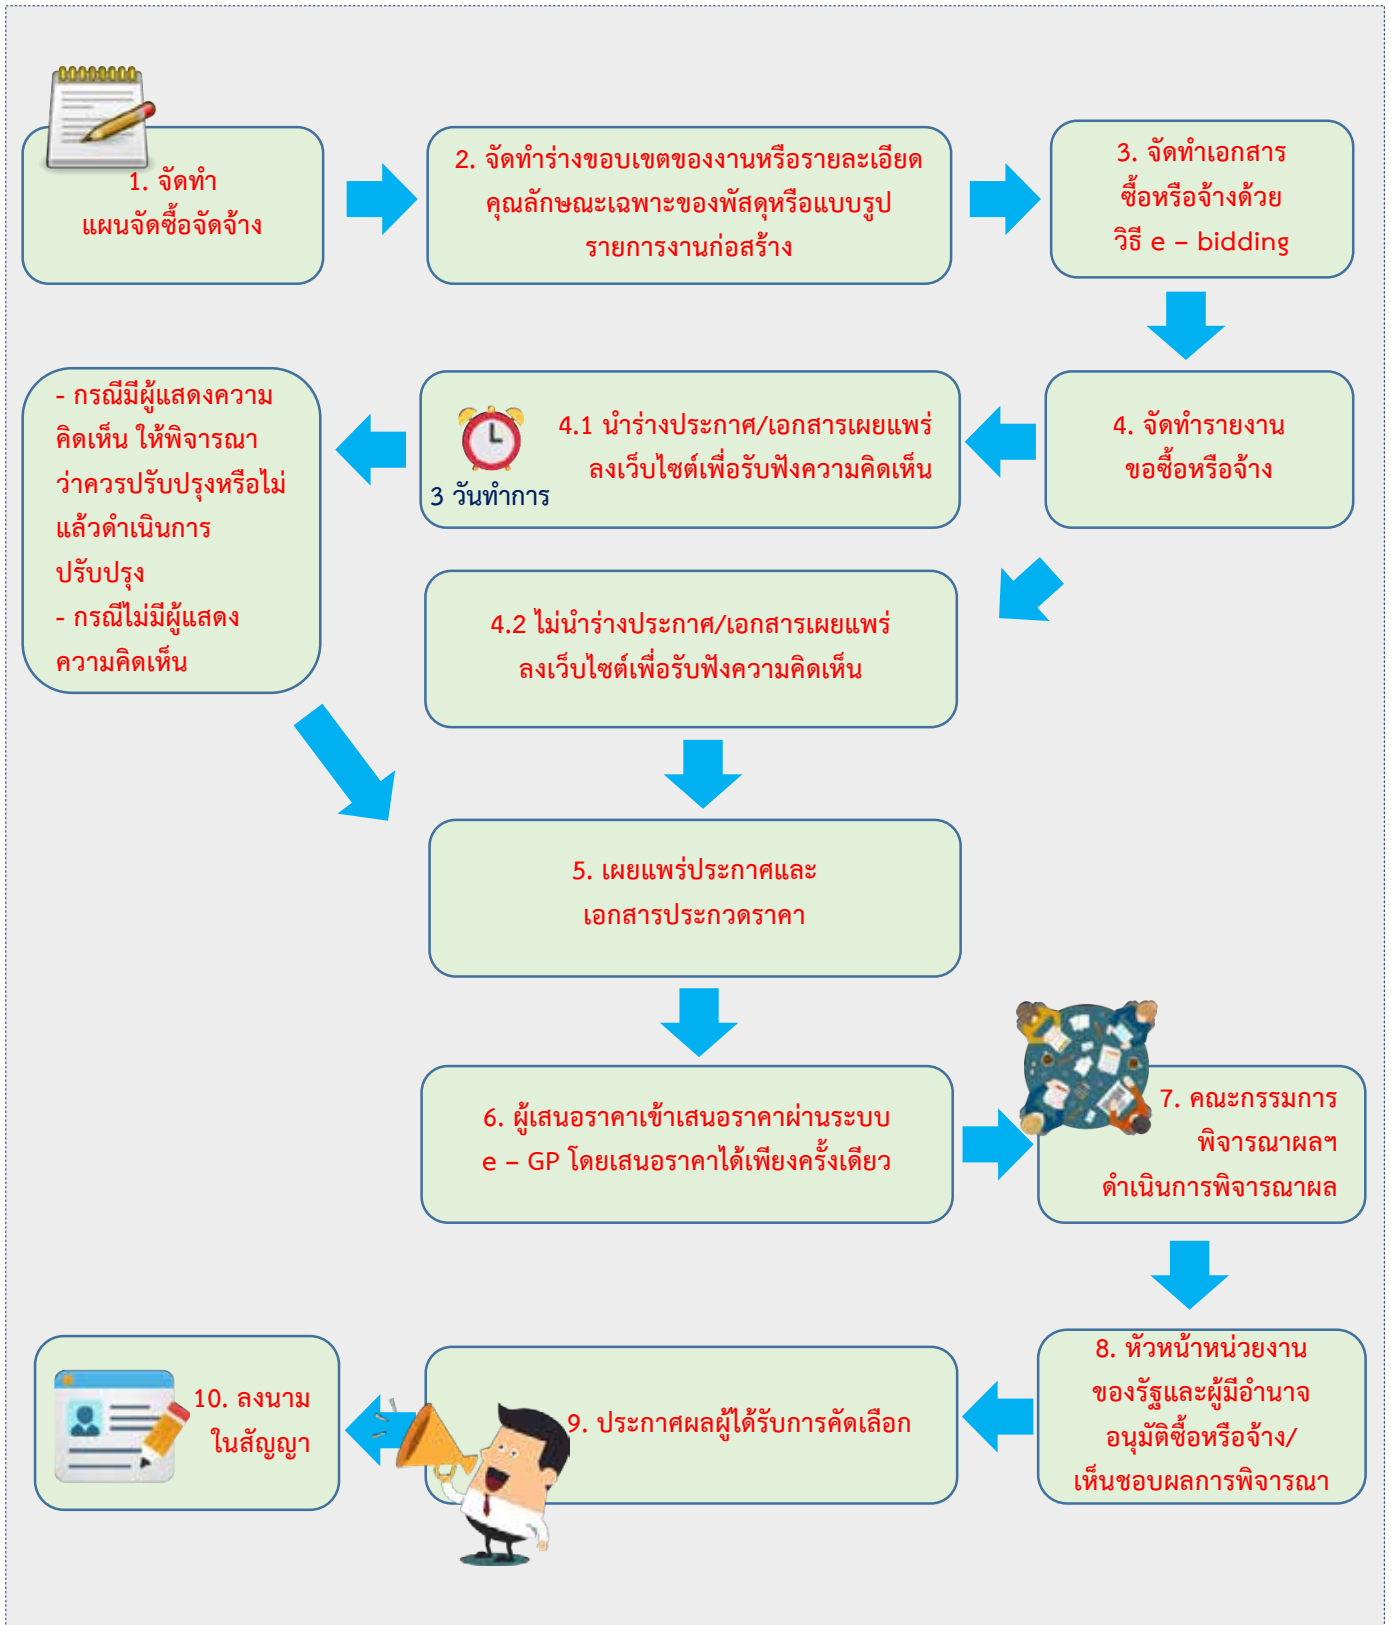 1. จัดทำ
แผนจัดซื้อจัดจ้าง
2. จัดทำร่างขอบเขตของงานหรือรายละเอียด
คุณลักษณะเฉพาะของพัสดุหรือแบบรูป
รายการงานก่อสร้าง
3. จัดทำเอกสาร
ซื้อหรือจ้างด้วย
วิธี e – bidding
4. จัดทำรายงาน
ขอซื้อหรือจ้าง
4.1 นำร่างประกาศ/เอกสารเผยแพร่
ลงเว็บไซต์เพื่อรับฟังความคิดเห็น
3 วันทำการ
- กรณีมีผู้แสดงความ
คิดเห็น ให้พิจารณา
ว่าควรปรับปรุงหรือไม่
แล้วดำเนินการ
ปรับปรุง
- กรณีไม่มีผู้แสดง
ความคิดเห็น
4.2 ไม่นำร่างประกาศ/เอกสารเผยแพร่
ลงเว็บไซต์เพื่อรับฟังความคิดเห็น
5. เผยแพร่ประกาศและ
เอกสารประกวดราคา
6. ผู้เสนอราคาเข้าเสนอราคาผ่านระบบ
e – GP โดยเสนอราคาได้เพียงครั้งเดียว
7. คณะกรรมการ
พิจารณาผลฯ
ดำเนินการพิจารณาผล
8. หัวหน้าหน่วยงาน
ของรัฐและผู้มีอำนาจ
อนุมัติซื้อหรือจ้าง/
เห็นชอบผลการพิจารณา
9. ประกาศผลผู้ได้รับการคัดเลือก
10. ลงนาม
ในสัญญา